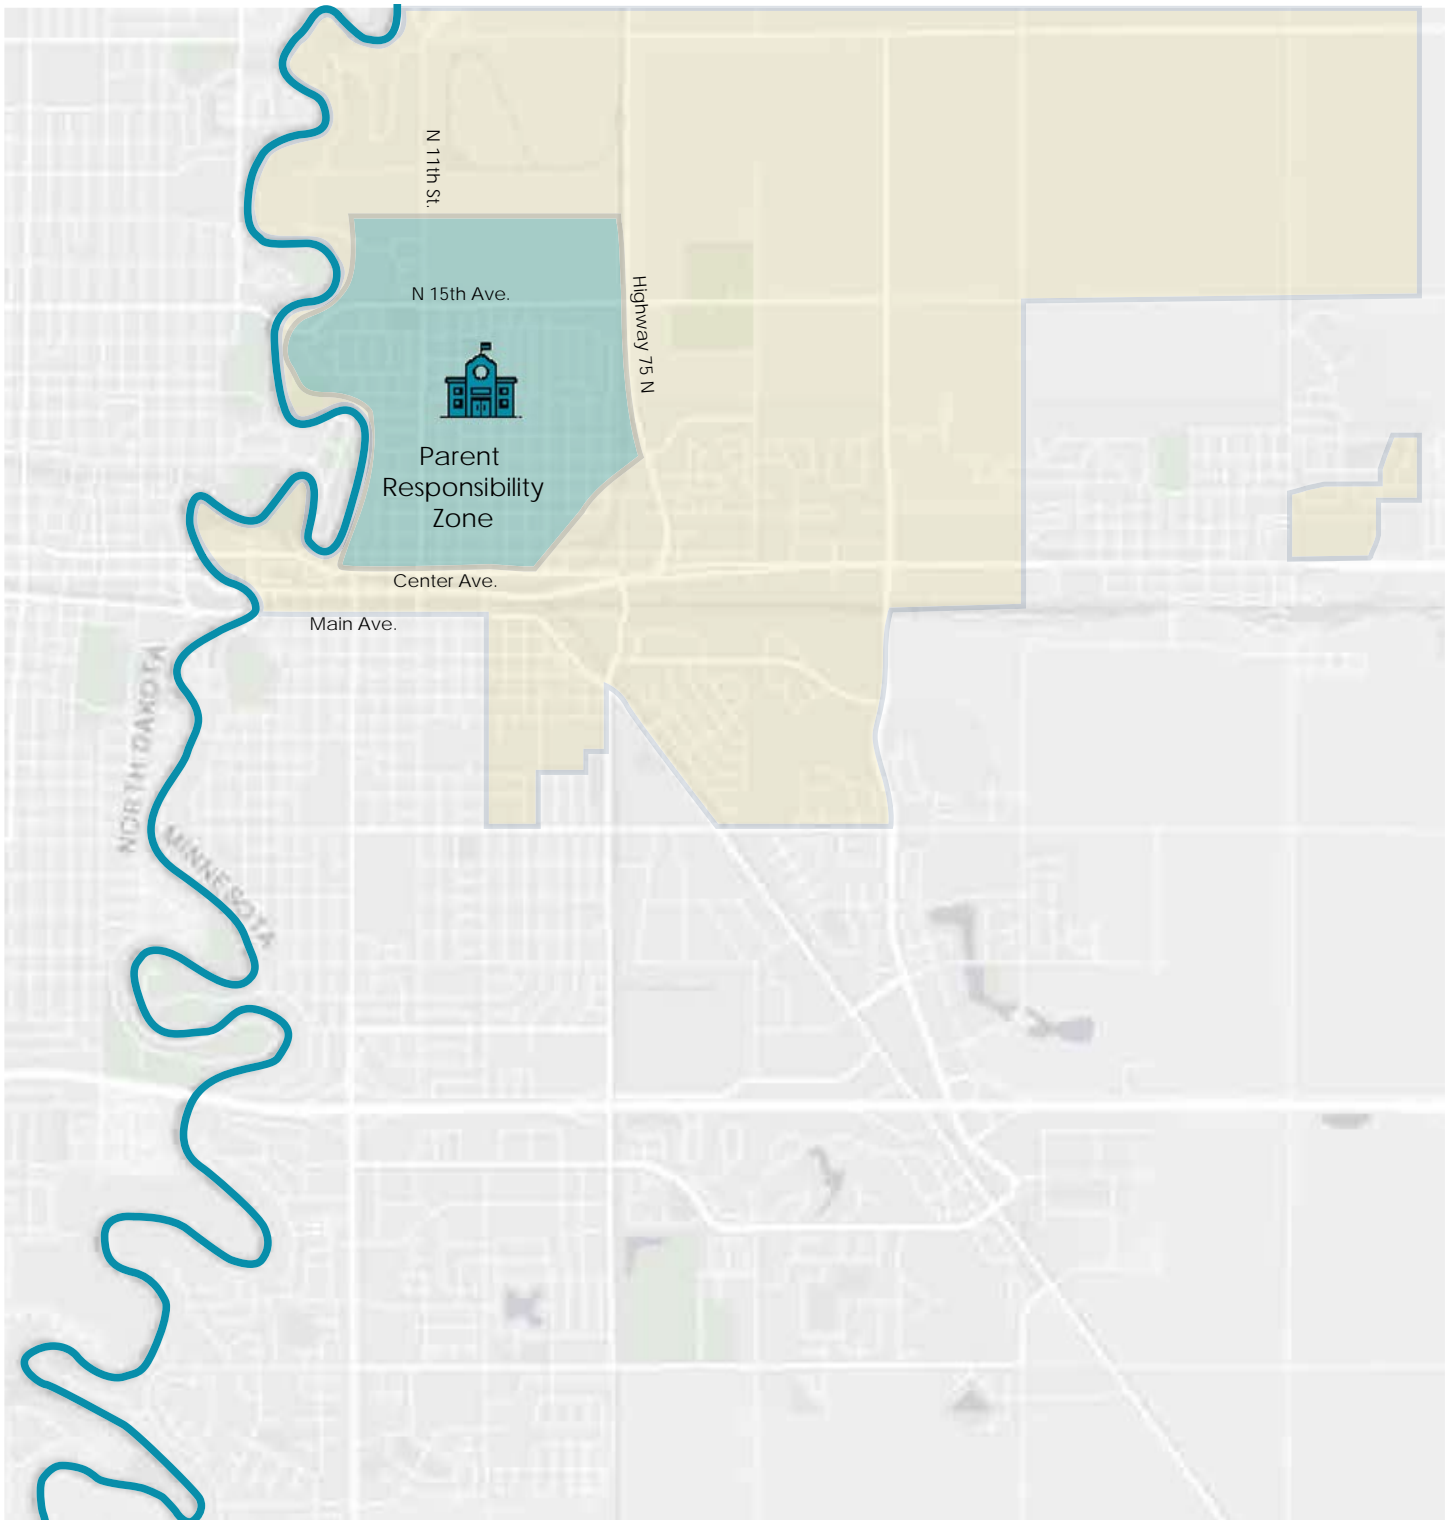 N 11th St.
N 15th Ave.
Highway 75 N
Parent
Responsibility
Zone
Center Ave.
Main Ave.
NORTH DAKOTA
MINNESOTA